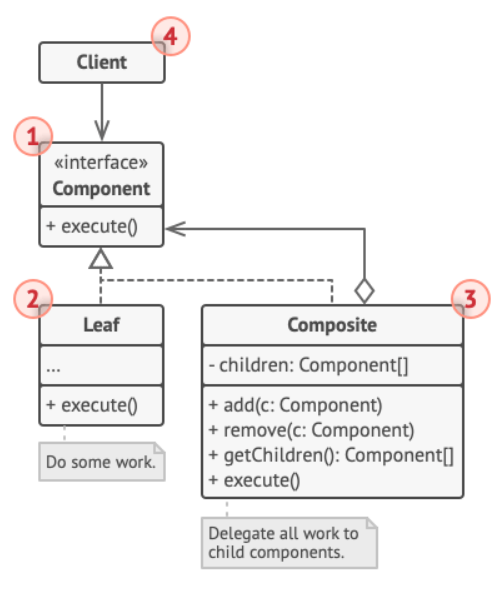 4
Client
1
«interface»
Component
+ execute()
2
Leaf
...
+ execute()
Do some work.
3
Composite
- children: Component[]
+ add(c: Component)
+ remove(c: Component)
+ getChildren(): Component[]
+ execute()
Delegate all work to
child components.